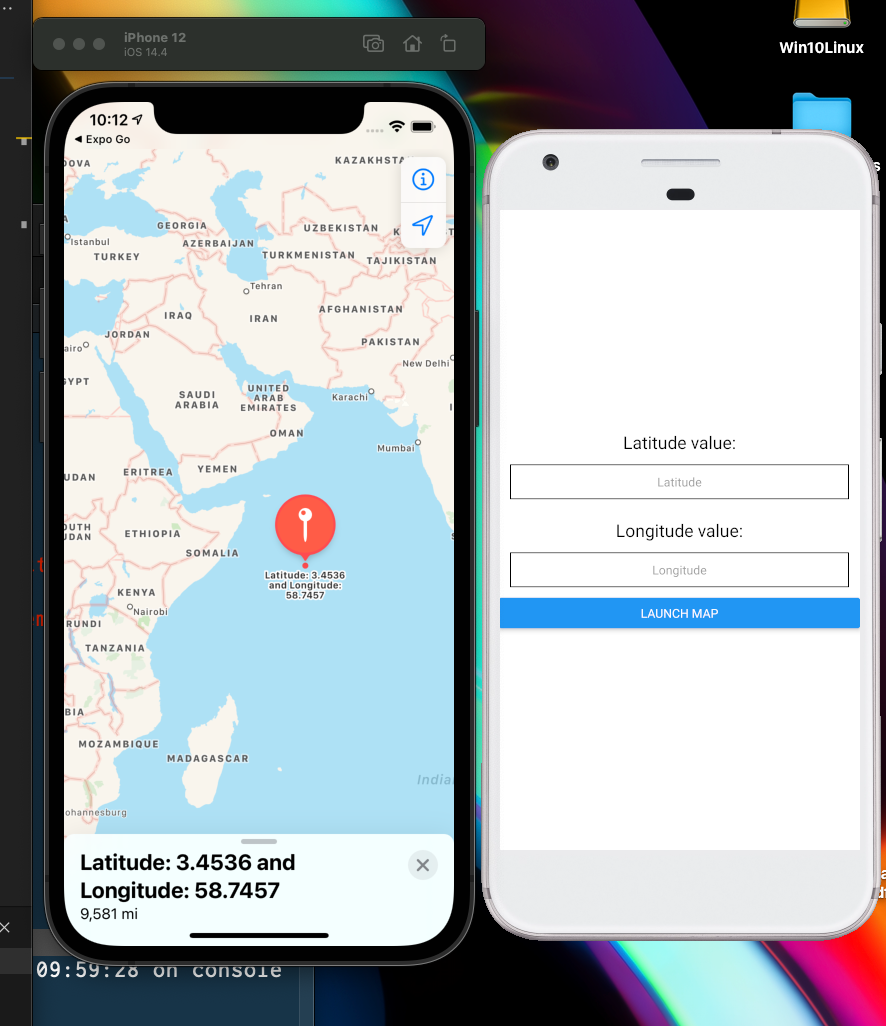 Win10Linux
iPhone 12
iOS 14.4
10:12
Expo Go
KAZAKHSTA
DOVA
GEORGIA
UZBEKISTAN
Istanbul
AZERBAIJAN
TURKEY
TURKMENISTAN
TAJIKISTAN
Tehran
AFGHANISTAN
IRAQ
IRAN
JORDAN
PAKISTAN
airo
New Delhi
GYPT
SAUDI
ARABIA
UNITED
ARAB
EMIRATES
Karachi
OMAN
Mumbai
YEMEN
ERITREA
UDAN
OUTH
UDAN
ETHIOPIA
SOMALIA
Latitude: 3.4536
and Longitude:
58.7457
KENYA
Nairobi
RUNDI
TANZANIA
BIA
MOZAMBIQUE
MADAGASCAR
India
ohannesburg
Latitude: 3.4536 and
Longitude: 58.7457
9,581 mi
Latitude value:
Latitude
Longitude value:
Longitude
LAUNCH MAP
09:59:28 on console